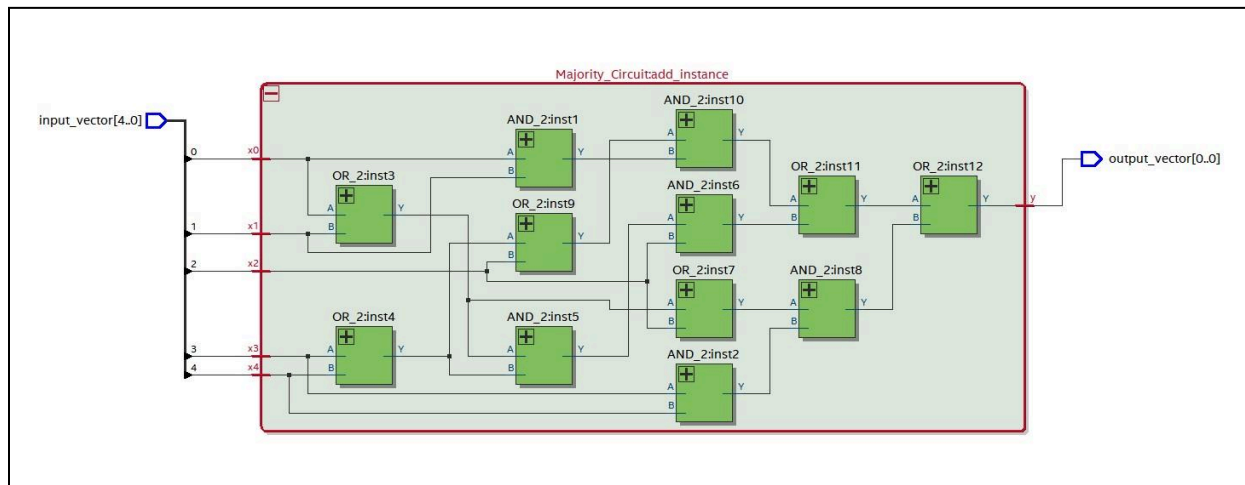 Majority_Circuit:add_instance
input_vector[4..0]
0 x0
1 x1
2 x2
3 x3
4 x4
OR_2:inst3
A Y
B
OR_2:inst4
A Y
B
AND_2:inst1
A Y
B
OR_2:inst9
A Y
B
AND_2:inst5
A Y
B
AND_2:inst10
A Y
B
AND_2:inst6
A Y
B
OR_2:inst7
A Y
B
AND_2:inst2
A Y
B
OR_2:inst11
A Y
B
AND_2:inst8
A Y
B
OR_2:inst12
A Y
B
y
output_vector[0..0]